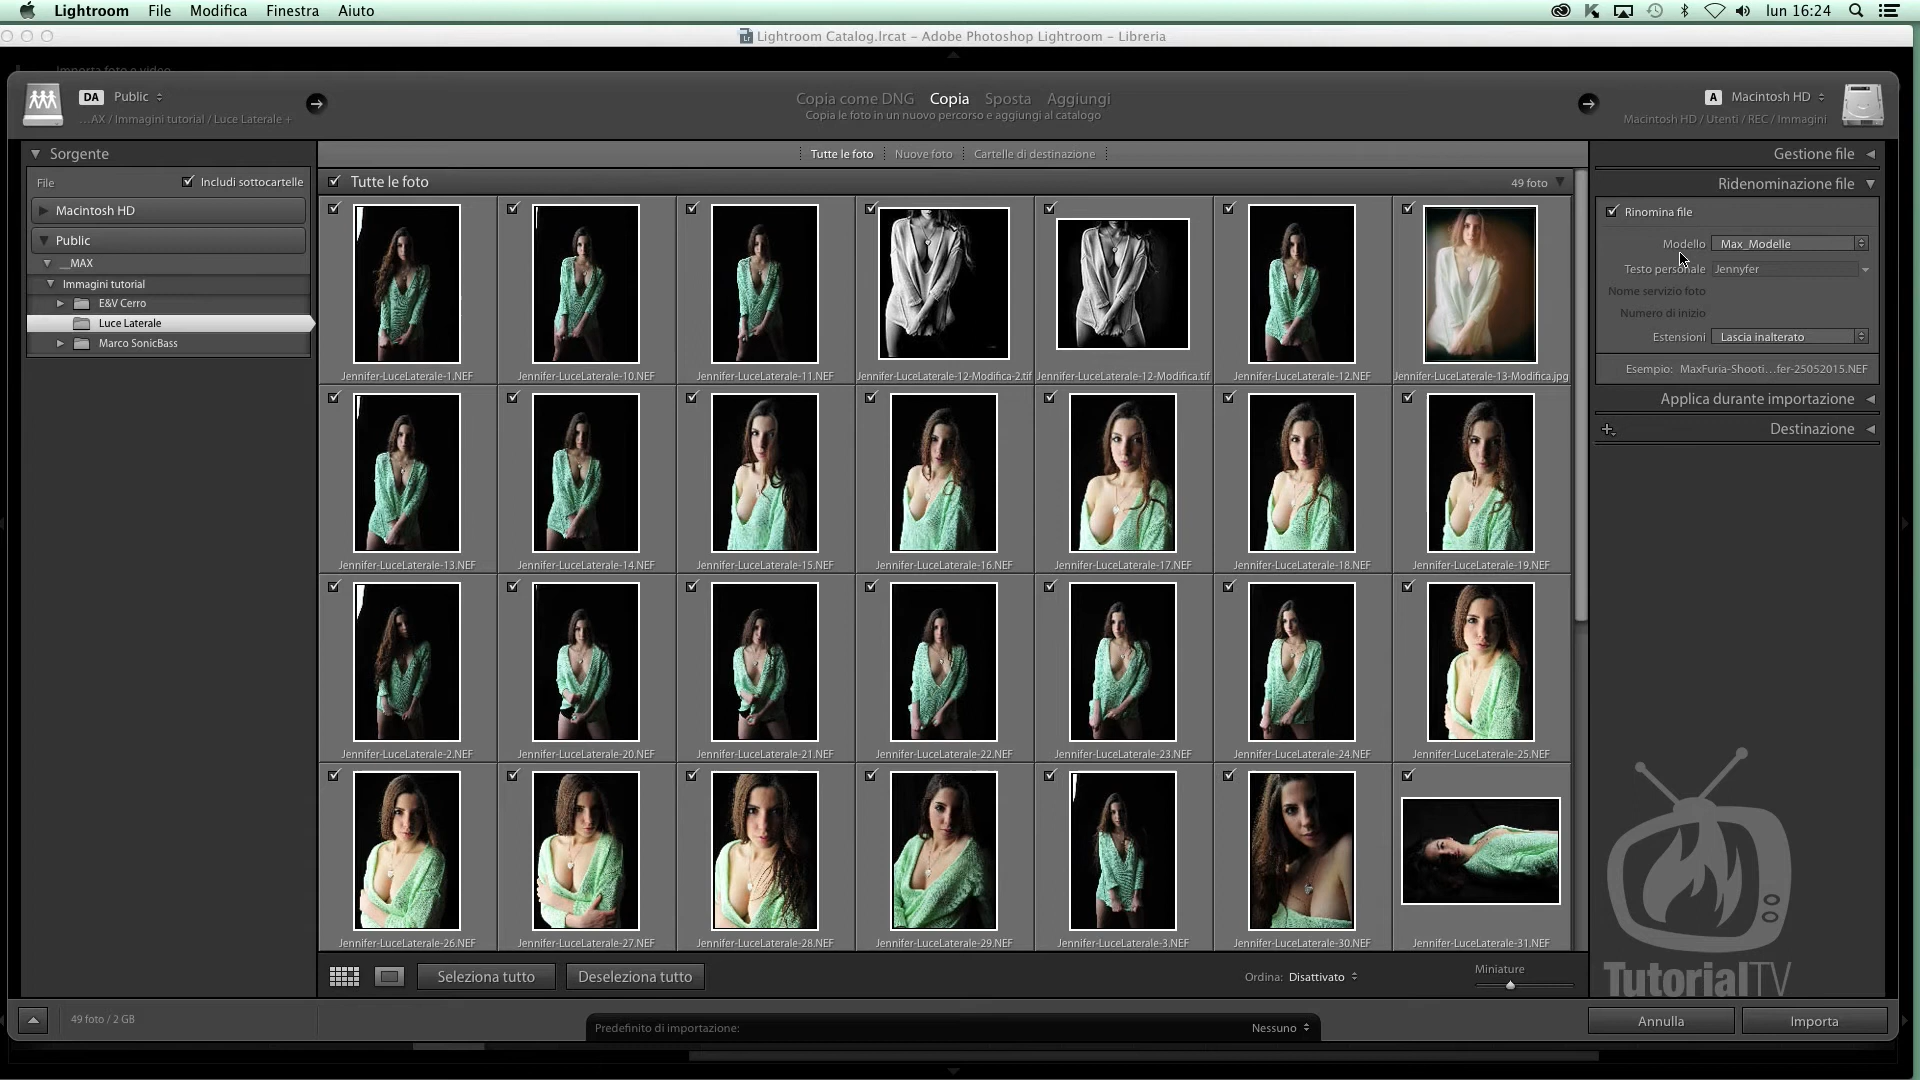 Lightroom File Modifica Finestra Aiuto lun 16:24
Lightroom Catalog.lrcat – Adobe Photoshop Lightroom – Libreria
Importa foto e video
DA Public
...AX / Immagini tutorial / Luce Laterale +
Copia come DNG Copia Sposta Aggiungi
Copia le foto in un nuovo percorso e aggiungi al catalogo
A Macintosh HD
Macintosh HD / Utenti / REC / Immagini
Sorgente
File Includi sottocartelle
Macintosh HD
Public
__MAX
Immagini tutorial
E&V Cerro
Luce Laterale
Marco SonicBass
Tutte le foto Nuove foto Cartelle di destinazione
Tutte le foto 49 foto
Jennifer-LuceLaterale-1.NEF Jennifer-LuceLaterale-10.NEF Jennifer-LuceLaterale-11.NEF Jennifer-LuceLaterale-12-Modifica-2.tif Jennifer-LuceLaterale-12-Modifica.tif Jennifer-LuceLaterale-12.NEF Jennifer-LuceLaterale-13-Modifica.jpg
Jennifer-LuceLaterale-13.NEF Jennifer-LuceLaterale-14.NEF Jennifer-LuceLaterale-15.NEF Jennifer-LuceLaterale-16.NEF Jennifer-LuceLaterale-17.NEF Jennifer-LuceLaterale-18.NEF Jennifer-LuceLaterale-19.NEF
Jennifer-LuceLaterale-2.NEF Jennifer-LuceLaterale-20.NEF Jennifer-LuceLaterale-21.NEF Jennifer-LuceLaterale-22.NEF Jennifer-LuceLaterale-23.NEF Jennifer-LuceLaterale-24.NEF Jennifer-LuceLaterale-25.NEF
Jennifer-LuceLaterale-26.NEF Jennifer-LuceLaterale-27.NEF Jennifer-LuceLaterale-28.NEF Jennifer-LuceLaterale-29.NEF Jennifer-LuceLaterale-3.NEF Jennifer-LuceLaterale-30.NEF Jennifer-LuceLaterale-31.NEF
Gestione file
Ridenominazione file
Rinomina file
Modello Max_Modelle
Testo personale Jennyfer
Nome servizio foto
Numero di inizio
Estensioni Lascia inalterato
Esempio: MaxFuria-Shooti...fer-25052015.NEF
Applica durante importazione
Destinazione
TutorialTV
Seleziona tutto Deseleziona tutto Ordina: Disattivato Miniature
49 foto / 2 GB
Predefinito di importazione: Nessuno
Annulla Importa